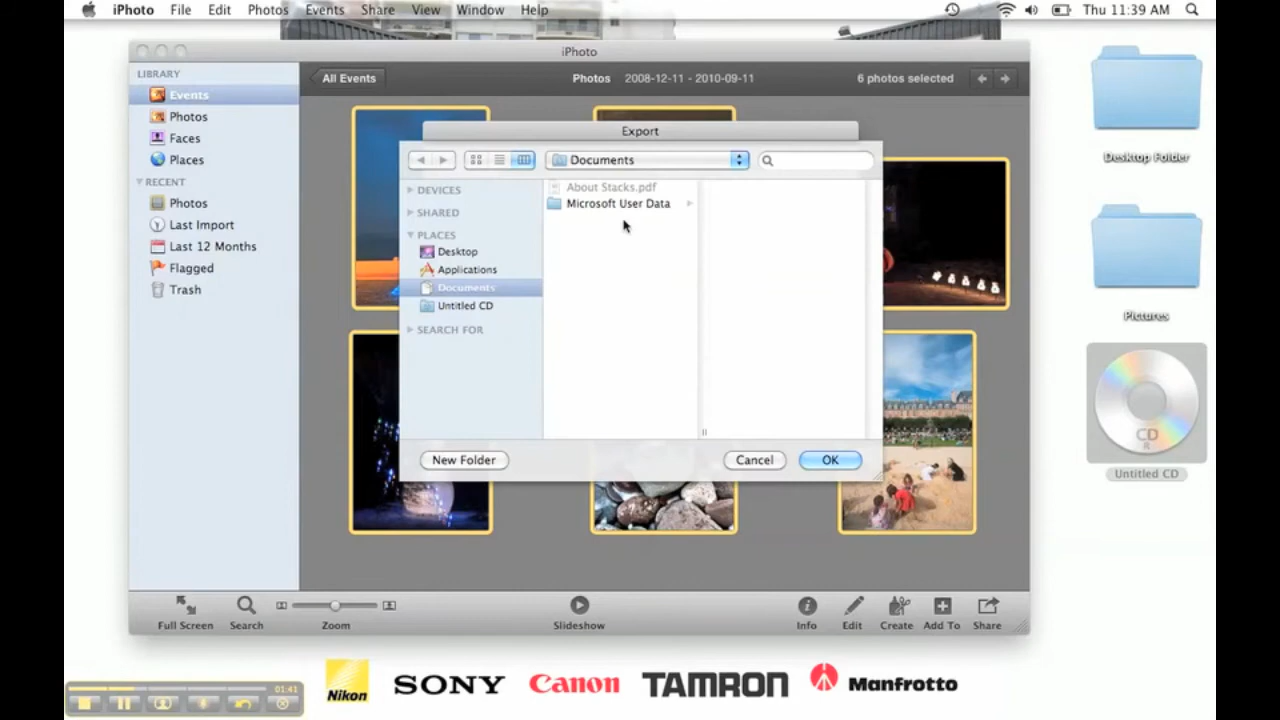 iPhoto File Edit Photos Events Share View Window Help Thu 11:39 AM
iPhoto
LIBRARY
Events
Photos
Faces
Places
RECENT
Photos
Last Import
Last 12 Months
Flagged
Trash
All Events Photos 2008-12-11 - 2010-09-11 6 photos selected
Export
Documents
DEVICES
SHARED
PLACES
Desktop
Applications
Documents
Untitled CD
SEARCH FOR
About Stacks.pdf
Microsoft User Data
New Folder Cancel OK
Full Screen Search Zoom Slideshow Info Edit Create Add To Share
Desktop Folder
Pictures
CD
R
Untitled CD
01:41
Nikon SONY Canon TAMRON Manfrotto